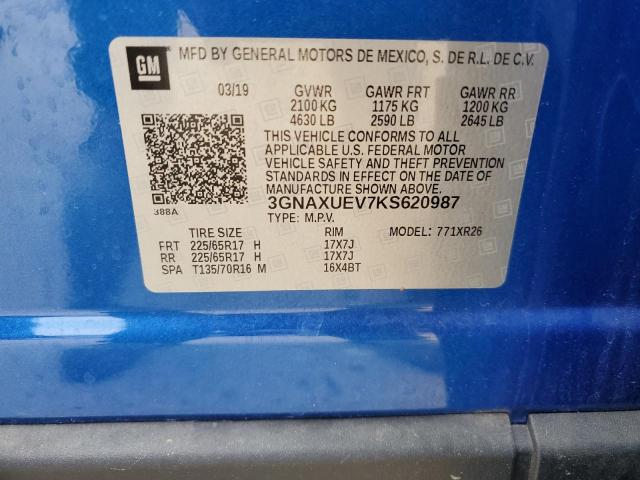 GM
MFD BY GENERAL MOTORS DE MEXICO, S. DE R.L. DE C.V.
03/19 GVWR GAWR FRT GAWR RR
2100 KG 1175 KG 1200 KG
4630 LB 2590 LB 2645 LB
THIS VEHICLE CONFORMS TO ALL
APPLICABLE U.S. FEDERAL MOTOR
VEHICLE SAFETY AND THEFT PREVENTION
STANDARDS IN EFFECT ON THE DATE OF
MANUFACTURE SHOWN ABOVE.
388A
3GNAXUEV7KS620987
TYPE: M.P.V. MODEL: 771XR26
TIRE SIZE RIM
FRT 225/65R17 H 17X7J
RR 225/65R17 H 17X7J
SPA T135/70R16 M 16X4BT